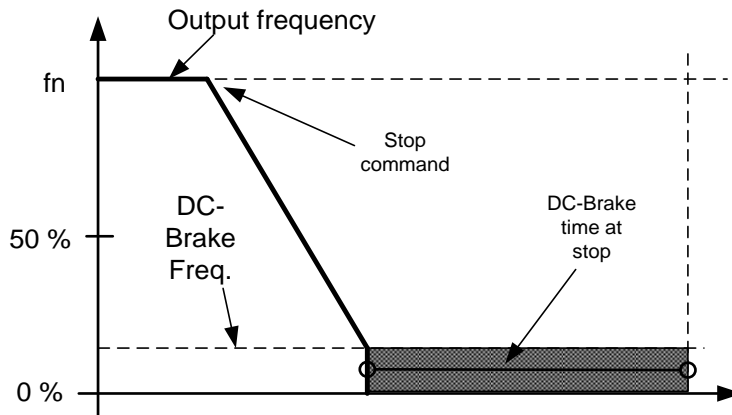 Output frequency
fn
Stop
command
DC-
Brake
Freq.
DC-Brake
time at
stop
50 %
0 %